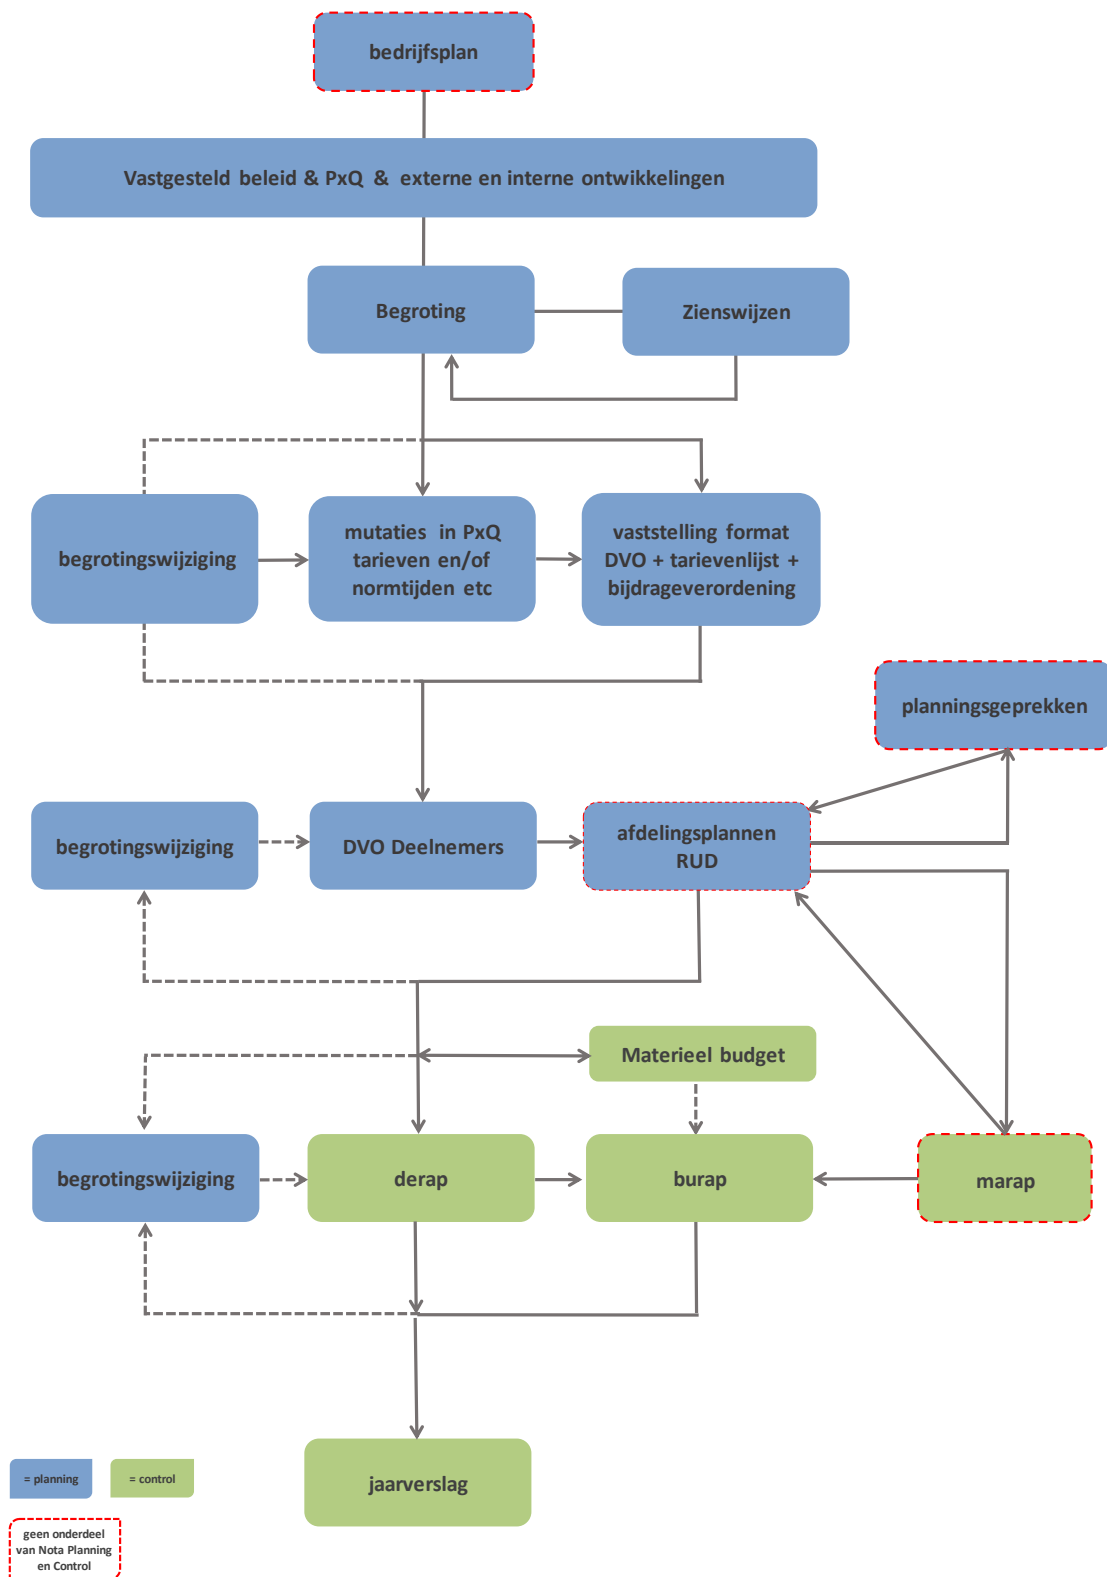 bedrijfsplan
Vastgesteld beleid & PxQ & externe en interne ontwikkelingen
Begroting
Zienswijzen
begrotingswijziging
mutaties in PxQ
tarieven en/of
normtijden etc
vaststelling format
DVO + tarievenlijst +
bijdrageverordening
planningsgeprekken
begrotingswijziging
DVO Deelnemers
afdelingsplannen
RUD
Materieel budget
begrotingswijziging
derap
burap
marap
jaarverslag
= planning
= control
geen onderdeel
van Nota Planning
en Control